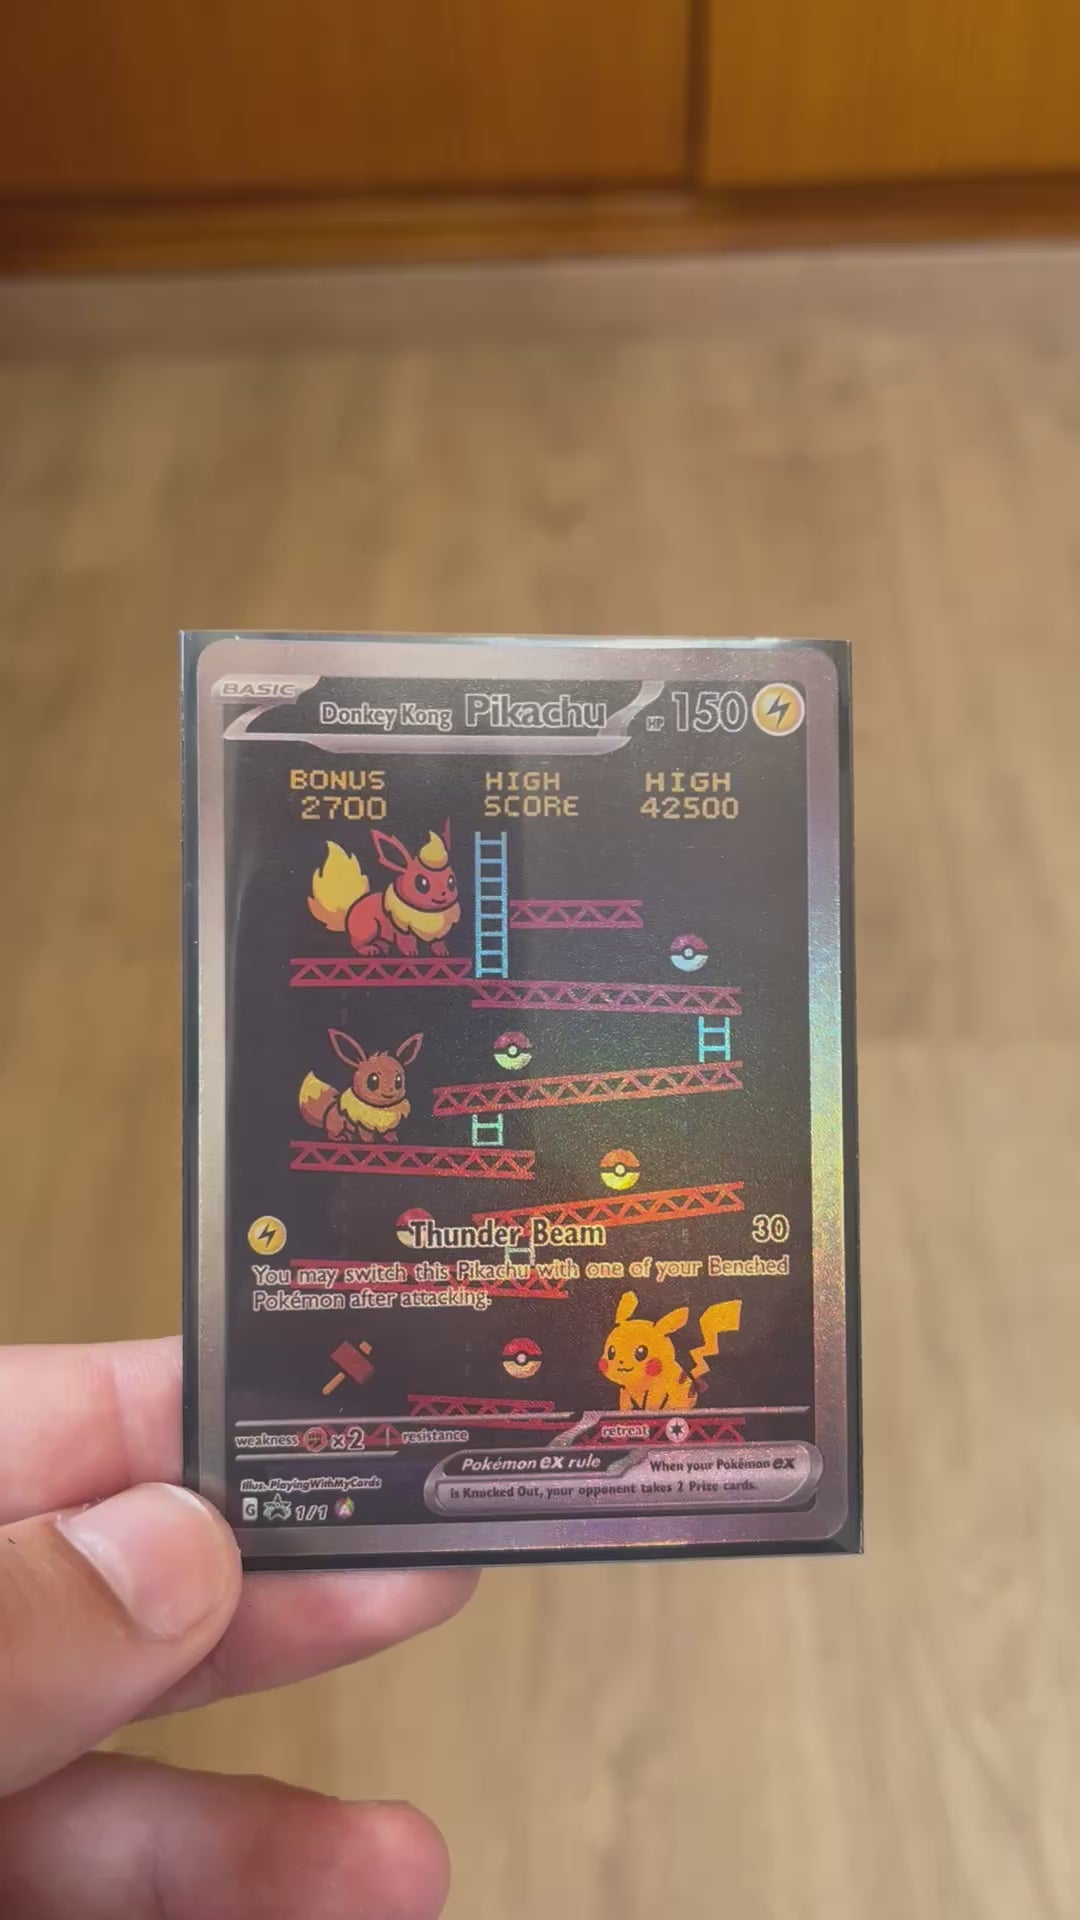 BASIC
Donkey Kong Pikachu HP 150
BONUS HIGH HIGH
2700 SCORE 42500
Thunder Beam 30
You may switch this Pikachu with one of your Benched
Pokémon after attacking.
weakness x2 resistance retreat
Pokémon ex rule When your Pokémon ex
is Knocked Out, your opponent takes 2 Prize cards.
Illus. PlayingWithMyCards
G 1/1